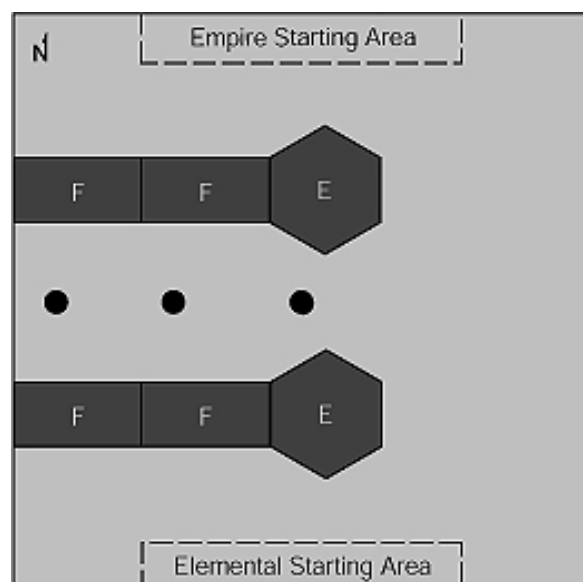 Empire Starting Area
N
F F E
F F E
Elemental Starting Area